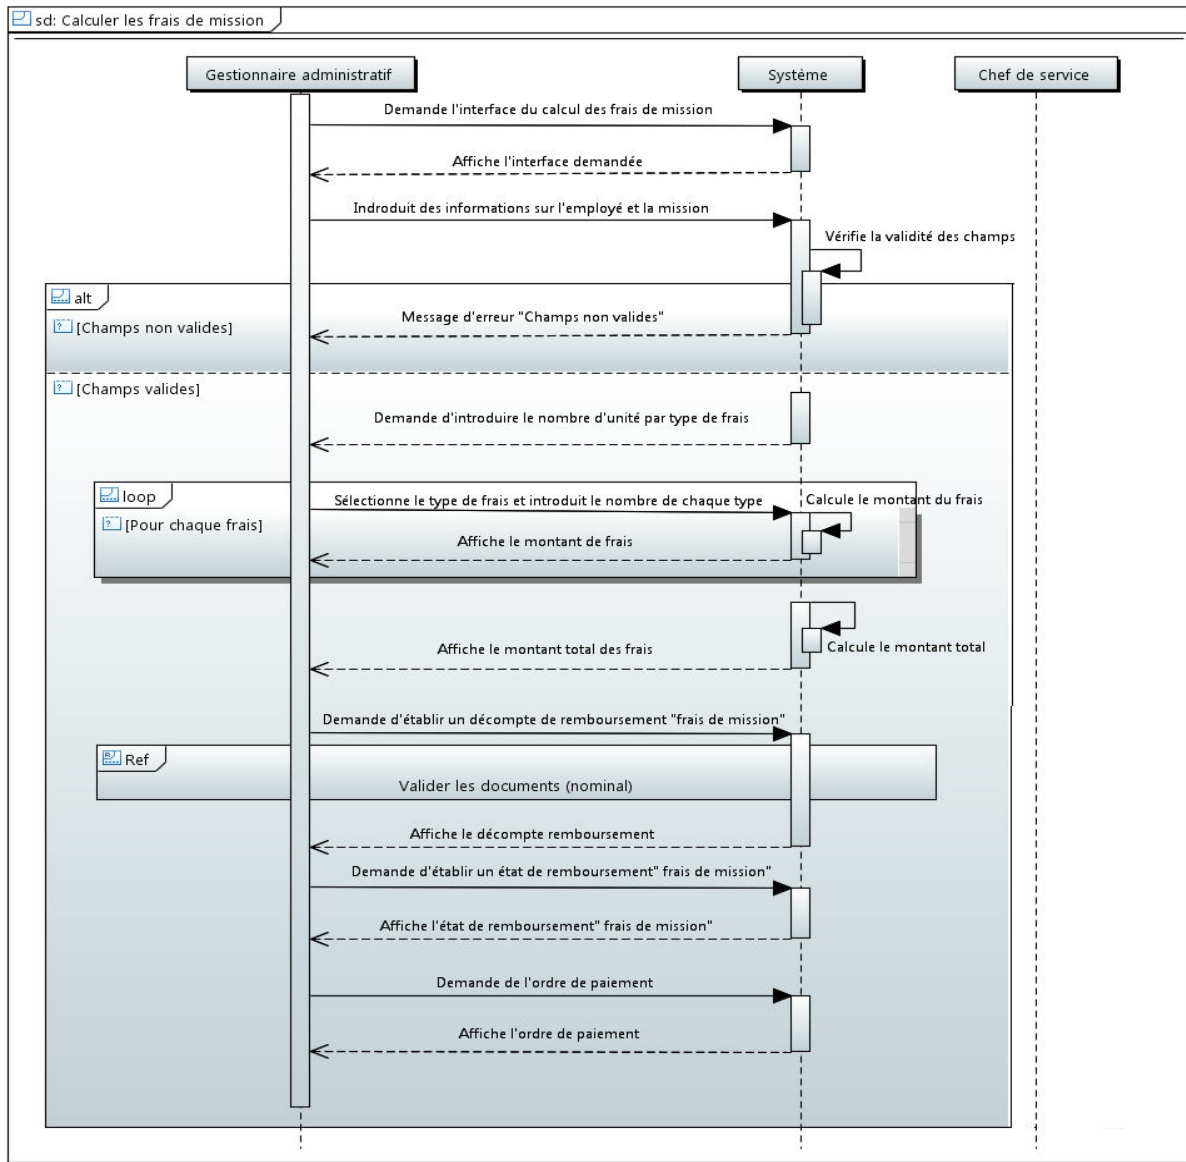 sd: Calculer les frais de mission
Gestionnaire administratif
Système
Chef de service
Demande l'interface du calcul des frais de mission
Affiche l'interface demandée
Indroduit des informations sur l'employé et la mission
Vérifie la validité des champs
alt
[Champs non valides]
Message d'erreur "Champs non valides"
[Champs valides]
Demande d'introduire le nombre d'unité par type de frais
loop
[Pour chaque frais]
Sélectionne le type de frais et introduit le nombre de chaque type
Calcule le montant du frais
Affiche le montant de frais
Calcule le montant total
Affiche le montant total des frais
Demande d'établir un décompte de remboursement "frais de mission"
Ref
Valider les documents (nominal)
Affiche le décompte remboursement
Demande d'établir un état de remboursement" frais de mission"
Affiche l'état de remboursement" frais de mission"
Demande de l'ordre de paiement
Affiche l'ordre de paiement